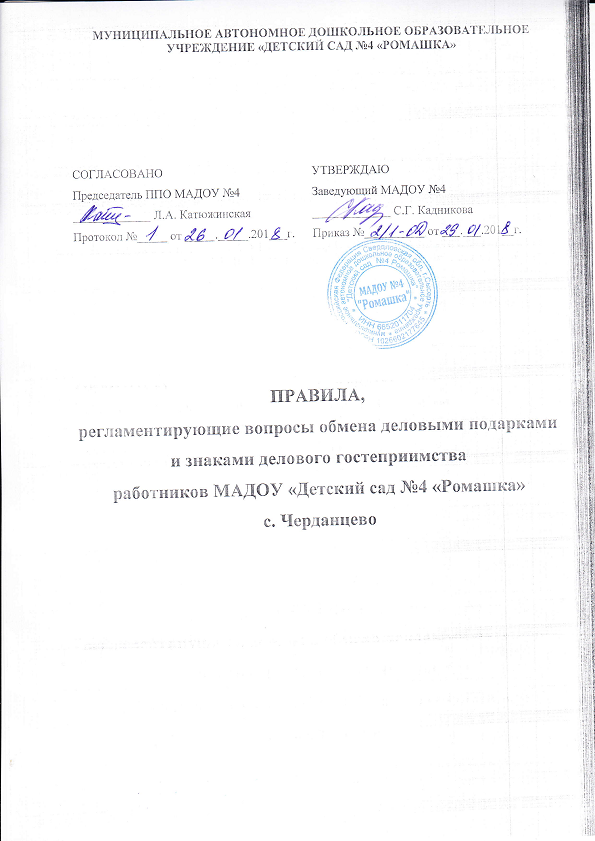 МУНИЦИПАЛЬНОЕ АВТОНОМНОЕ ДОШКОЛЬНОЕ ОБРАЗОВАТЕЛЬНОЕ
УЧРЕЖДЕНИЕ «ДЕТСКИЙ САД №4 «РОМАШКА»
СОГЛАСОВАНО
Председатель ППО МАДОУ №4
Л.А. Катюжинская
Протокол № 1 от 26.01.2018 г.
УТВЕРЖДАЮ
Заведующий МАДОУ №4
С.Г. Кадникова
Приказ № 2/1-ОД от 29.01.2018 г.
МАДОУ №4
"Ромашка"
ПРАВИЛА,
регламентирующие вопросы обмена деловыми подарками
и знаками делового гостеприимства
работников МАДОУ «Детский сад №4 «Ромашка»
с. Черданцево